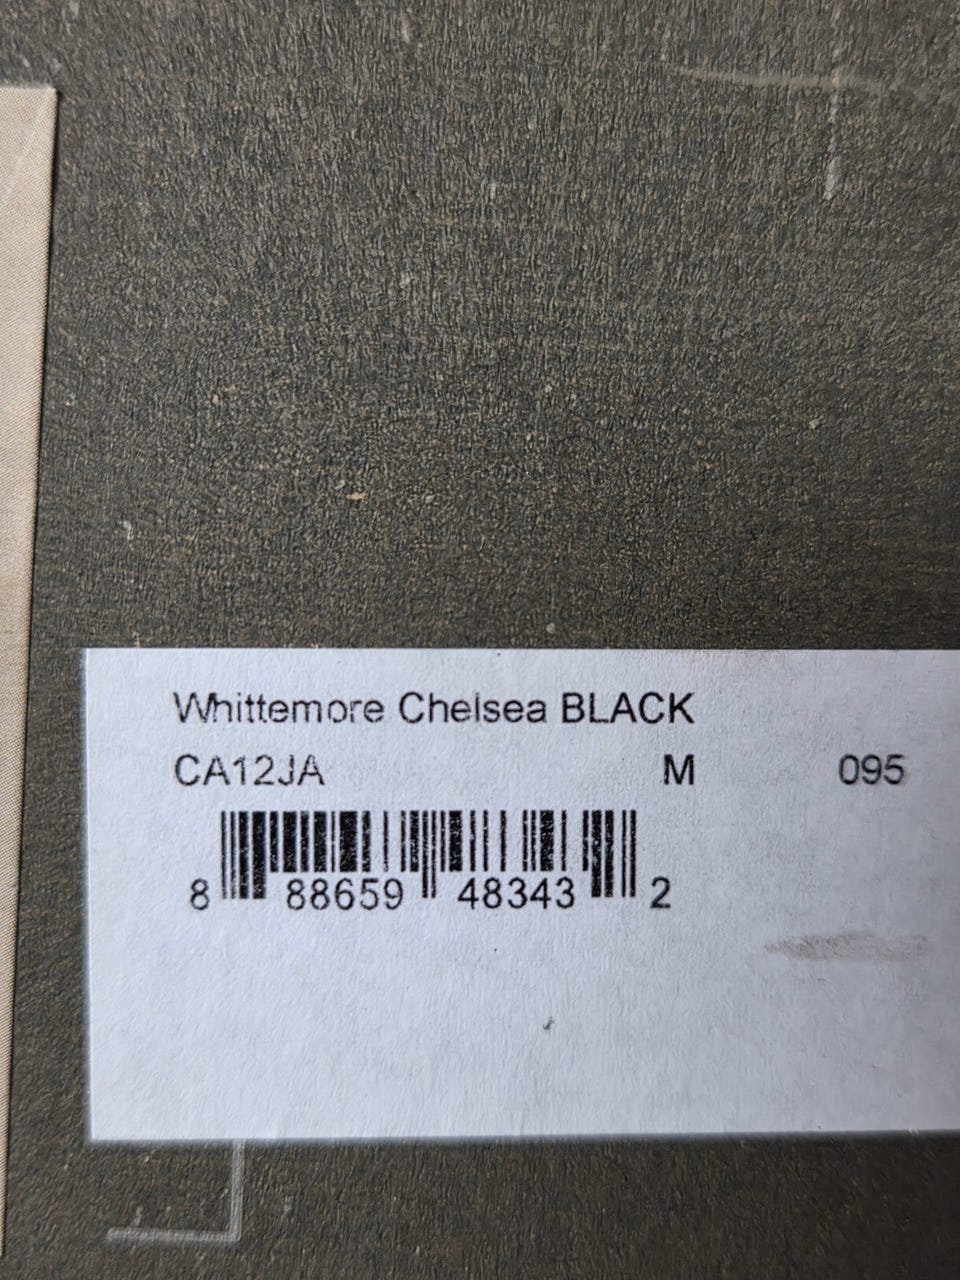 Whittemore Chelsea BLACK
CA12JA M 095
8 88659 48343 2